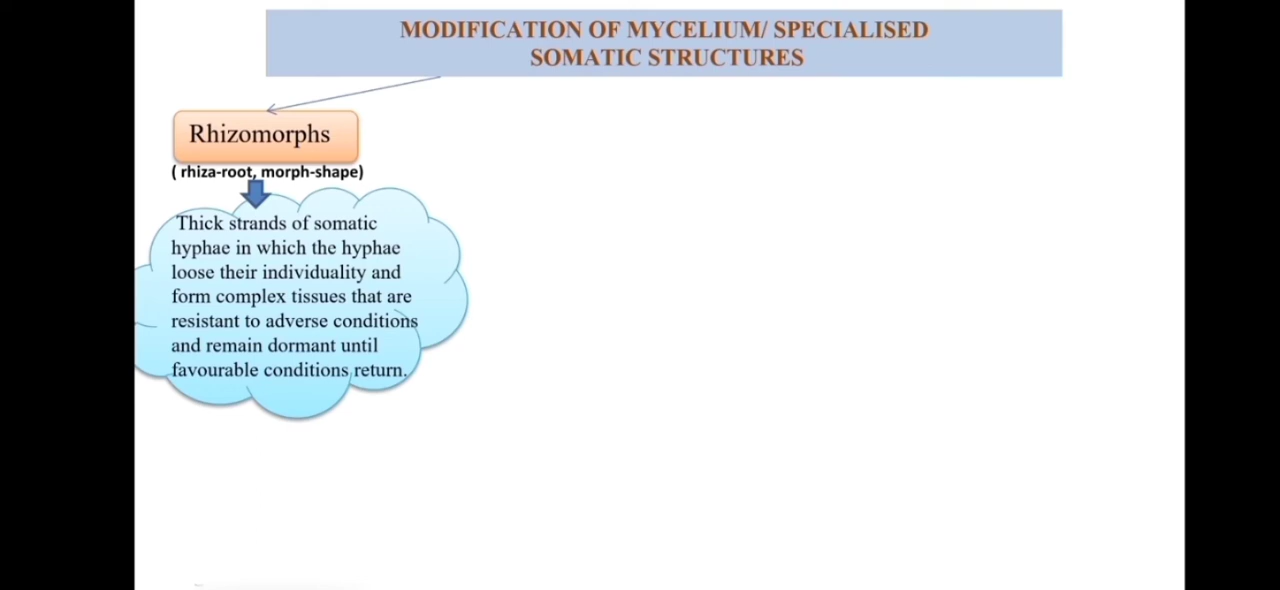 MODIFICATION OF MYCELIUM/ SPECIALISED
SOMATIC STRUCTURES
Rhizomorphs
( rhiza-root, morph-shape)
Thick strands of somatic
hyphae in which the hyphae
loose their individuality and
form complex tissues that are
resistant to adverse conditions
and remain dormant until
favourable conditions return.